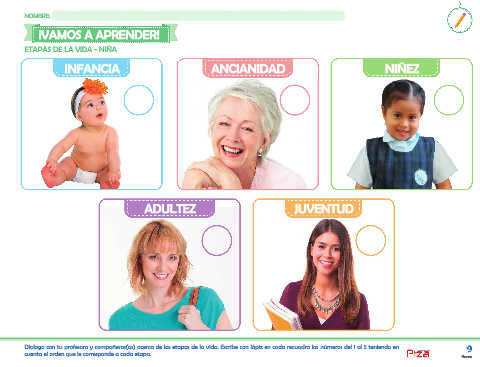 NOMBRE:
¡VAMOS A APRENDER!
ETAPAS DE LA VIDA - NIÑA
INFANCIA
ANCIANIDAD
NIÑEZ
ADULTEZ
JUVENTUD
Dialoga con tu profesora y compañeros(as) acerca de las etapas de la vida. Escribe con lápiz en cada recuadro los números del 1 al 5 teniendo en
cuenta el orden que le corresponde a cada etapa.
9